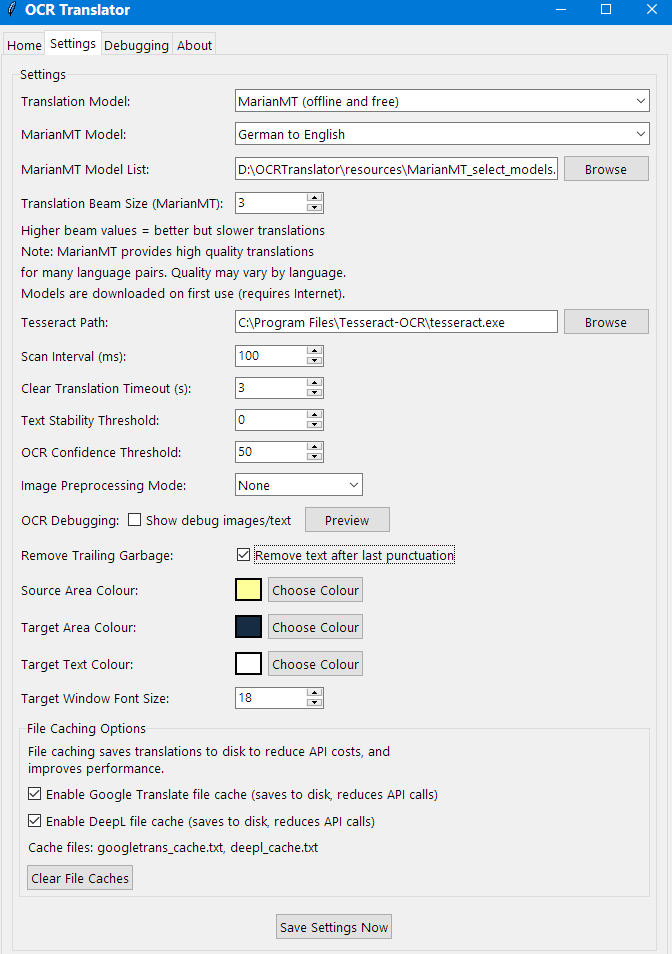 OCR Translator
Home Settings Debugging About
Settings
Translation Model: MarianMT (offline and free)
MarianMT Model: German to English
MarianMT Model List: D:\OCRTranslator\resources\MarianMT_select_models. Browse
Translation Beam Size (MarianMT): 3
Higher beam values = better but slower translations
Note: MarianMT provides high quality translations
for many language pairs. Quality may vary by language.
Models are downloaded on first use (requires Internet).
Tesseract Path: C:\Program Files\Tesseract-OCR\tesseract.exe Browse
Scan Interval (ms): 100
Clear Translation Timeout (s): 3
Text Stability Threshold: 0
OCR Confidence Threshold: 50
Image Preprocessing Mode: None
OCR Debugging: Show debug images/text Preview
Remove Trailing Garbage: Remove text after last punctuation
Source Area Colour: Choose Colour
Target Area Colour: Choose Colour
Target Text Colour: Choose Colour
Target Window Font Size: 18
File Caching Options
File caching saves translations to disk to reduce API costs, and
improves performance.
Enable Google Translate file cache (saves to disk, reduces API calls)
Enable DeepL file cache (saves to disk, reduces API calls)
Cache files: googletrans_cache.txt, deepl_cache.txt
Clear File Caches
Save Settings Now